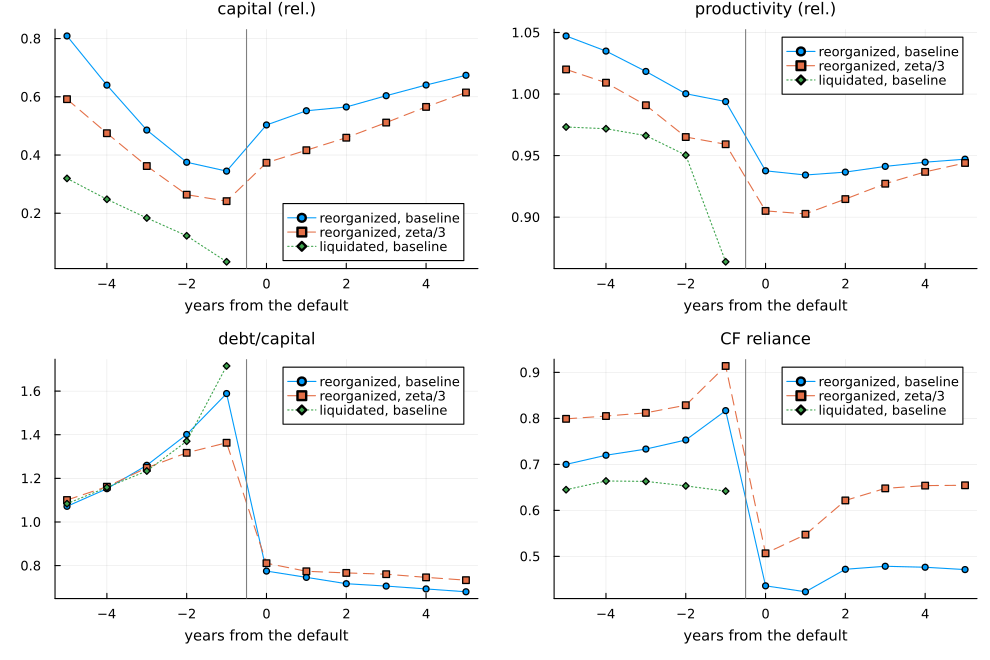 capital (rel.)
0.8
0.6
0.4
0.2
reorganized, baseline
reorganized, zeta/3
liquidated, baseline
−4 −2 0 2 4
years from the default
productivity (rel.)
1.05
1.00
0.95
0.90
reorganized, baseline
reorganized, zeta/3
liquidated, baseline
−4 −2 0 2 4
years from the default
debt/capital
1.6
1.4
1.2
1.0
0.8
reorganized, baseline
reorganized, zeta/3
liquidated, baseline
−4 −2 0 2 4
years from the default
CF reliance
0.9
0.8
0.7
0.6
0.5
reorganized, baseline
reorganized, zeta/3
liquidated, baseline
−4 −2 0 2 4
years from the default